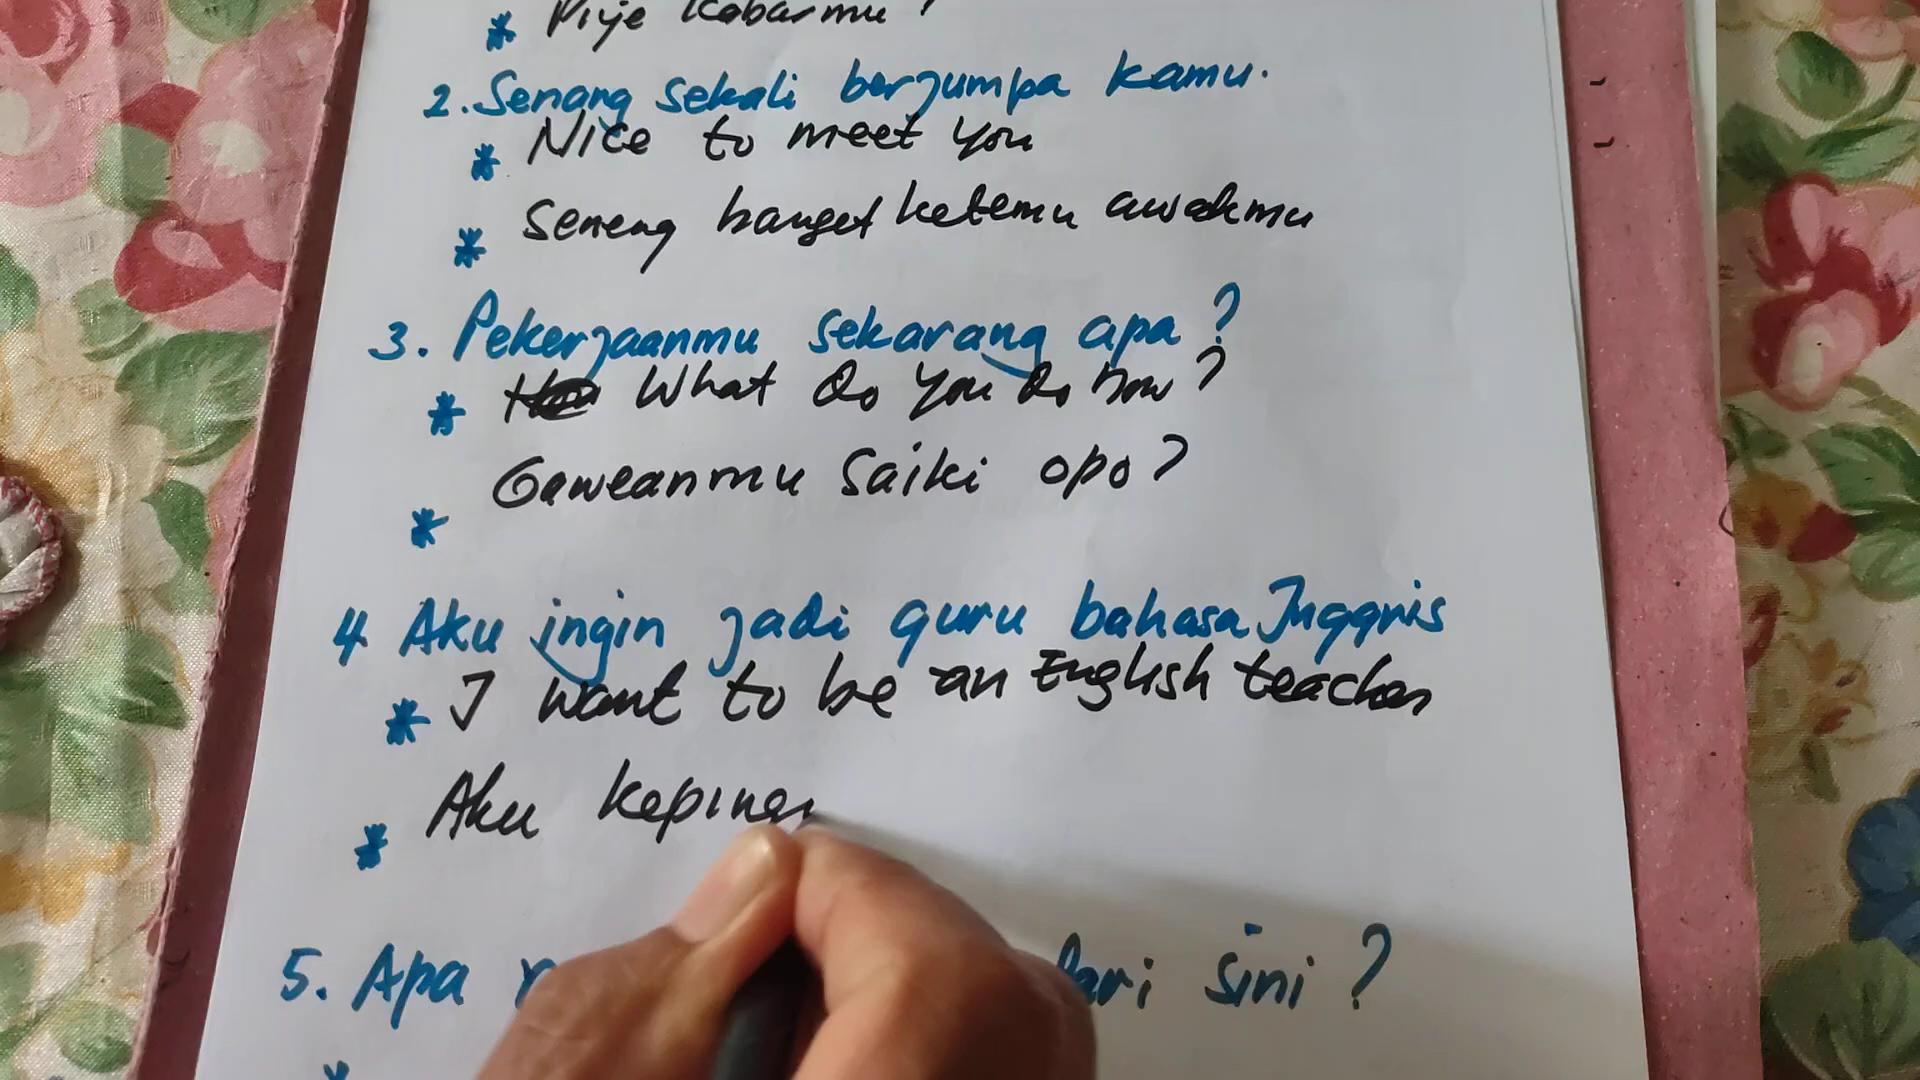 * Piye Kabarmu ?
2. Senang sekali berjumpa kamu.
* Nice to meet you
* Seneng banget ketemu awakmu
3. Pekerjaanmu sekarang apa ?
* What do you do now ?
* Gaweanmu Saiki opo ?
4 Aku ingin jadi guru bahasa Inggris
* I want to be an English teacher
* Aku kepingi
5. Apa sini ?
*